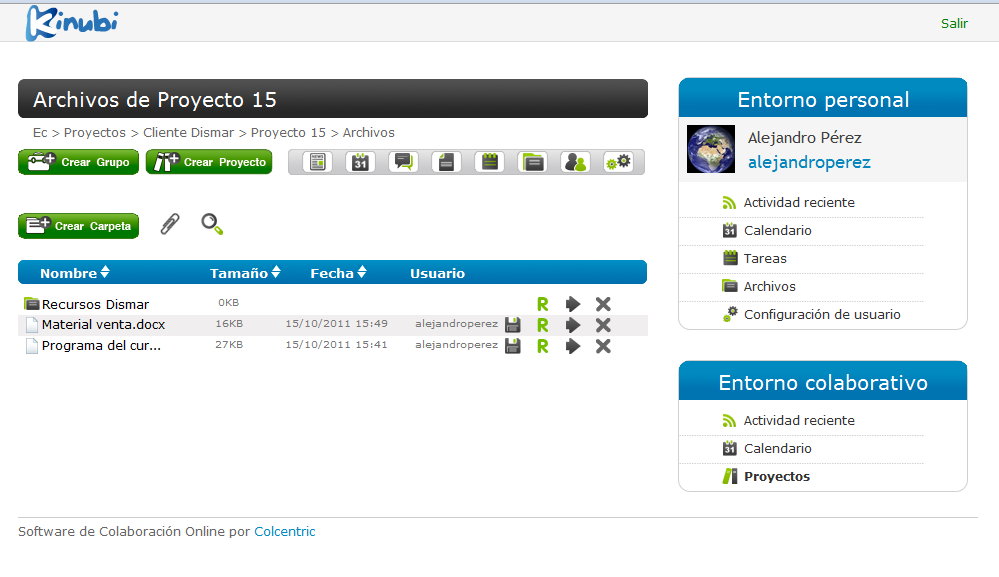 Kinubi
Salir
Archivos de Proyecto 15
Ec > Proyectos > Cliente Dismar > Proyecto 15 > Archivos
Crear Grupo
Crear Proyecto
31
Crear Carpeta
Nombre Tamaño Fecha Usuario
Recursos Dismar 0KB R
Material venta.docx 16KB 15/10/2011 15:49 alejandroperez R
Programa del cur... 27KB 15/10/2011 15:41 alejandroperez R
Entorno personal
Alejandro Pérez
alejandroperez
Actividad reciente
31 Calendario
Tareas
Archivos
Configuración de usuario
Entorno colaborativo
Actividad reciente
31 Calendario
Proyectos
Software de Colaboración Online por Colcentric